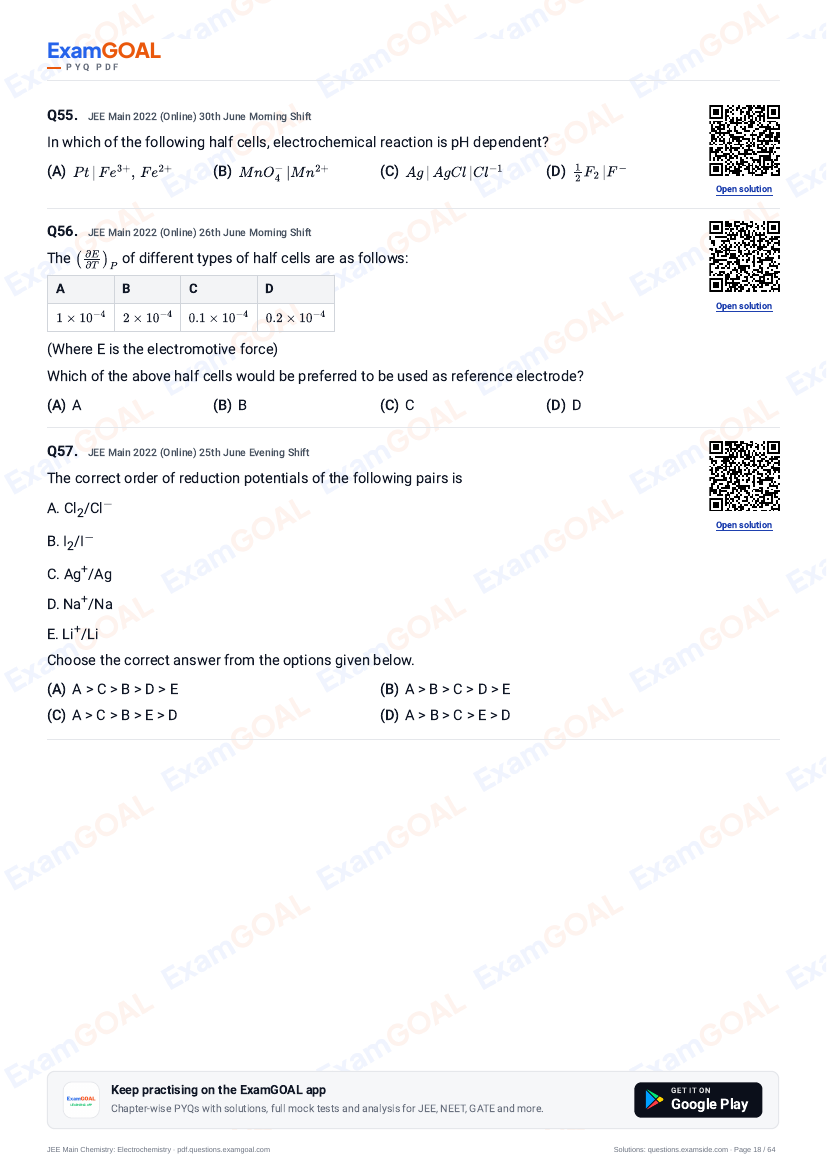 ExamGOAL
PYQ PDF
Q55. JEE Main 2022 (Online) 30th June Morning Shift
In which of the following half cells, electrochemical reaction is pH dependent?
(A) Pt | Fe³⁺, Fe²⁺ (B) MnO₄⁻ |Mn²⁺ (C) Ag | AgCl |Cl⁻¹ (D) ½F₂ |F⁻
Open solution
Q56. JEE Main 2022 (Online) 26th June Morning Shift
The (∂E/∂T)_P of different types of half cells are as follows:
A B C D
1 × 10⁻⁴ 2 × 10⁻⁴ 0.1 × 10⁻⁴ 0.2 × 10⁻⁴
Open solution
(Where E is the electromotive force)
Which of the above half cells would be preferred to be used as reference electrode?
(A) A (B) B (C) C (D) D
Q57. JEE Main 2022 (Online) 25th June Evening Shift
The correct order of reduction potentials of the following pairs is
A. Cl₂/Cl⁻
Open solution
B. I₂/I⁻
C. Ag⁺/Ag
D. Na⁺/Na
E. Li⁺/Li
Choose the correct answer from the options given below.
(A) A > C > B > D > E (B) A > B > C > D > E
(C) A > C > B > E > D (D) A > B > C > E > D
Keep practising on the ExamGOAL app
Chapter-wise PYQs with solutions, full mock tests and analysis for JEE, NEET, GATE and more.
ExamGOAL
GET IT ON
Google Play
JEE Main Chemistry: Electrochemistry · pdf.questions.examgoal.com Solutions: questions.examside.com · Page 18 / 64